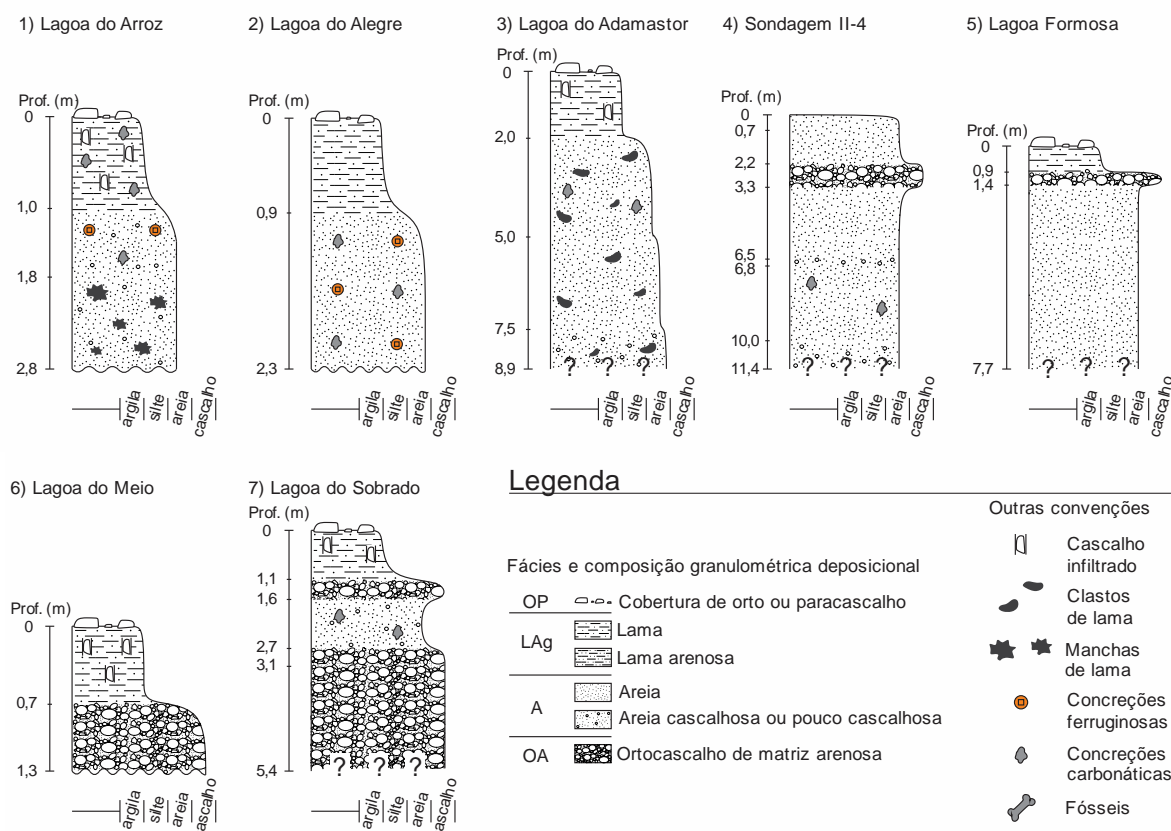 1) Lagoa do Arroz
Prof. (m)
0
1,0
1,8
2,8
argila
silte
areia
cascalho
2) Lagoa do Alegre
Prof. (m)
0
0,9
2,3
argila
silte
areia
cascalho
3) Lagoa do Adamastor
Prof. (m)
0
2,0
5,0
7,5
8,9
? ? ?
argila
silte
areia
cascalho
4) Sondagem II-4
Prof. (m)
0
0,7
2,2
3,3
6,5
6,8
10,0
11,4
? ? ?
argila
silte
areia
cascalho
5) Lagoa Formosa
Prof. (m)
0
0,9
1,4
7,7
? ? ?
argila
silte
areia
cascalho
6) Lagoa do Meio
Prof. (m)
0
0,7
1,3
argila
silte
areia
ascalho
7) Lagoa do Sobrado
Prof. (m)
0
1,1
1,6
2,7
3,1
5,4
? ? ?
argila
silte
areia
ascalho
Legenda
Fácies e composição granulométrica deposicional
OP Cobertura de orto ou paracascalho
LAg Lama
Lama arenosa
A Areia
Areia cascalhosa ou pouco cascalhosa
OA Ortocascalho de matriz arenosa
Outras convenções
Cascalho
infiltrado
Clastos
de lama
Manchas
de lama
Concreções
ferruginosas
Concreções
carbonáticas
Fósseis